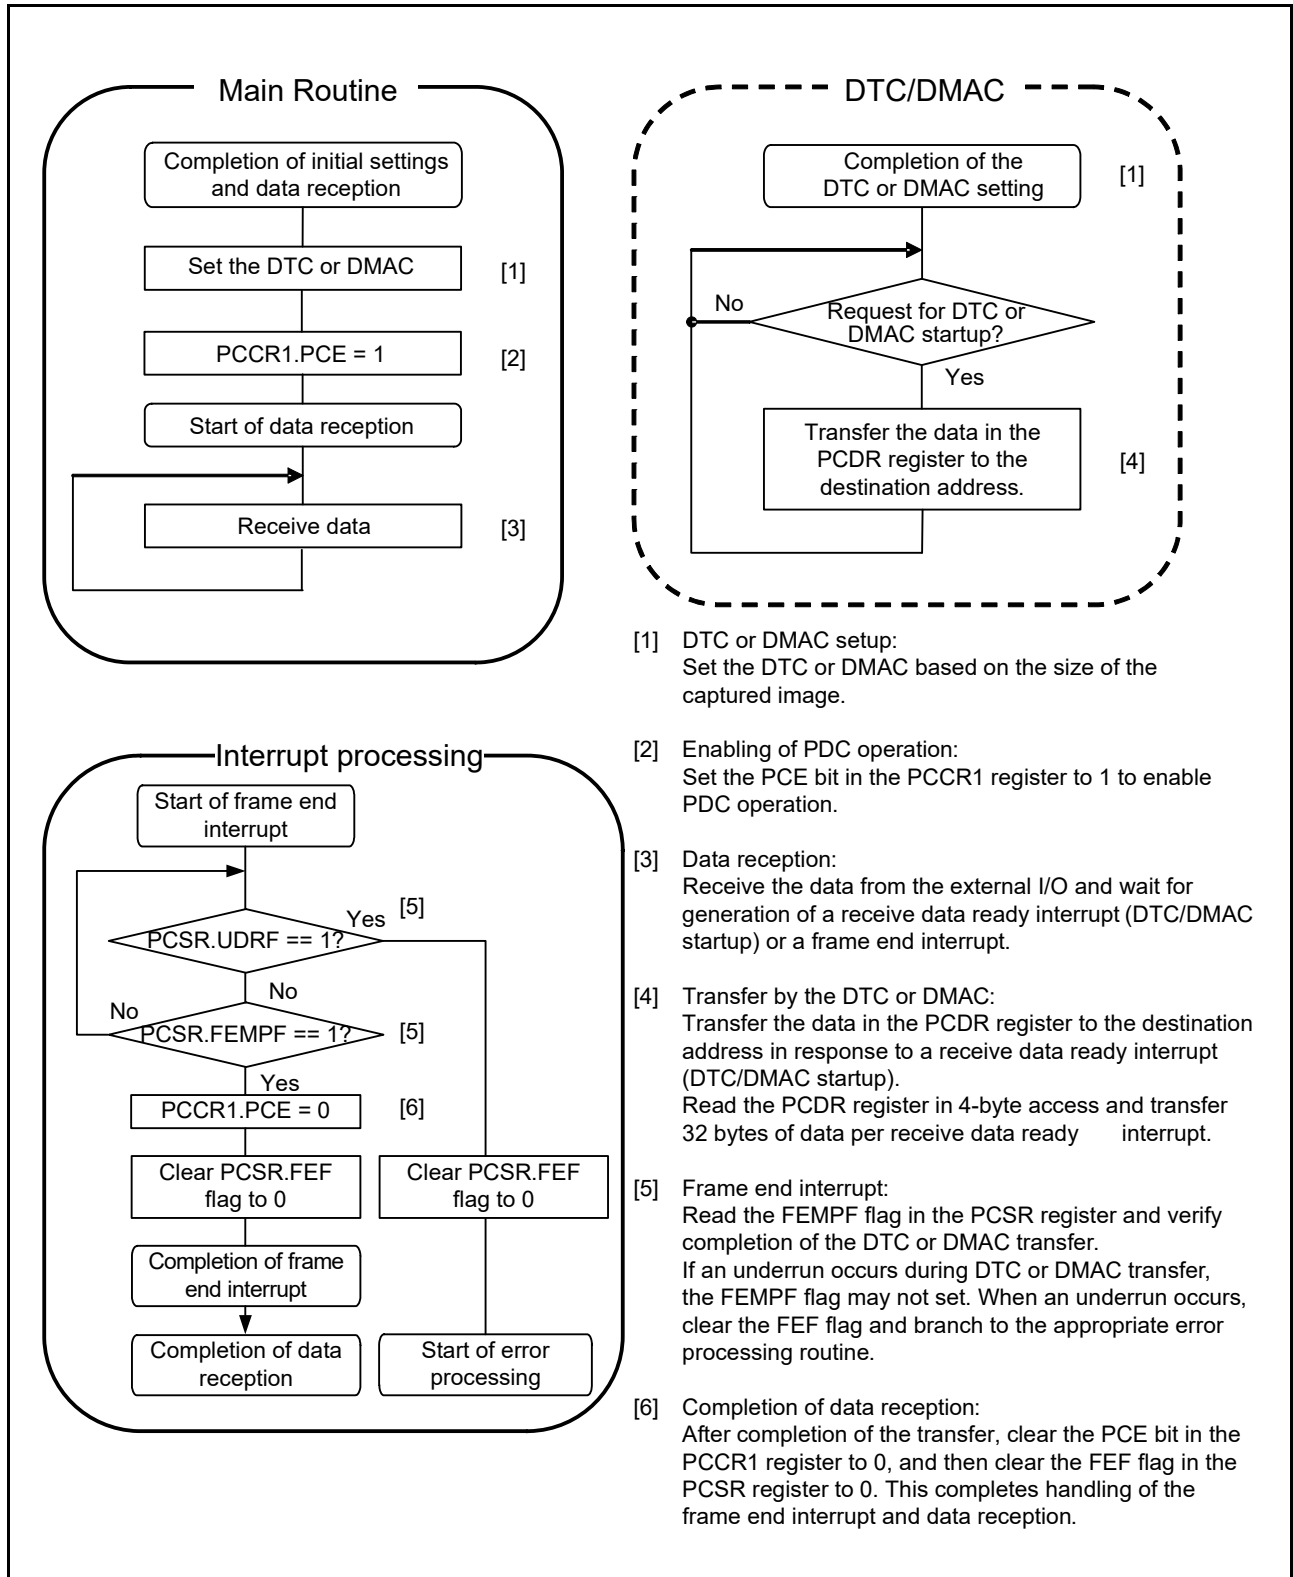 Main Routine
Completion of initial settings
and data reception
Set the DTC or DMAC
[1]
PCCR1.PCE = 1
[2]
Start of data reception
Receive data
[3]
DTC/DMAC
Completion of the
DTC or DMAC setting
[1]
No
Request for DTC or
DMAC startup?
Yes
Transfer the data in the
PCDR register to the
destination address.
[4]
Interrupt processing
Start of frame end
interrupt
Yes
[5]
PCSR.UDRF == 1?
No
No
PCSR.FEMPF == 1?
[5]
Yes
PCCR1.PCE = 0
[6]
Clear PCSR.FEF
flag to 0
Clear PCSR.FEF
flag to 0
Completion of frame
end interrupt
Completion of data
reception
Start of error
processing
[1] DTC or DMAC setup:
Set the DTC or DMAC based on the size of the
captured image.
[2] Enabling of PDC operation:
Set the PCE bit in the PCCR1 register to 1 to enable
PDC operation.
[3] Data reception:
Receive the data from the external I/O and wait for
generation of a receive data ready interrupt (DTC/DMAC
startup) or a frame end interrupt.
[4] Transfer by the DTC or DMAC:
Transfer the data in the PCDR register to the destination
address in response to a receive data ready interrupt
(DTC/DMAC startup).
Read the PCDR register in 4-byte access and transfer
32 bytes of data per receive data ready interrupt.
[5] Frame end interrupt:
Read the FEMPF flag in the PCSR register and verify
completion of the DTC or DMAC transfer.
If an underrun occurs during DTC or DMAC transfer,
the FEMPF flag may not set. When an underrun occurs,
clear the FEF flag and branch to the appropriate error
processing routine.
[6] Completion of data reception:
After completion of the transfer, clear the PCE bit in the
PCCR1 register to 0, and then clear the FEF flag in the
PCSR register to 0. This completes handling of the
frame end interrupt and data reception.